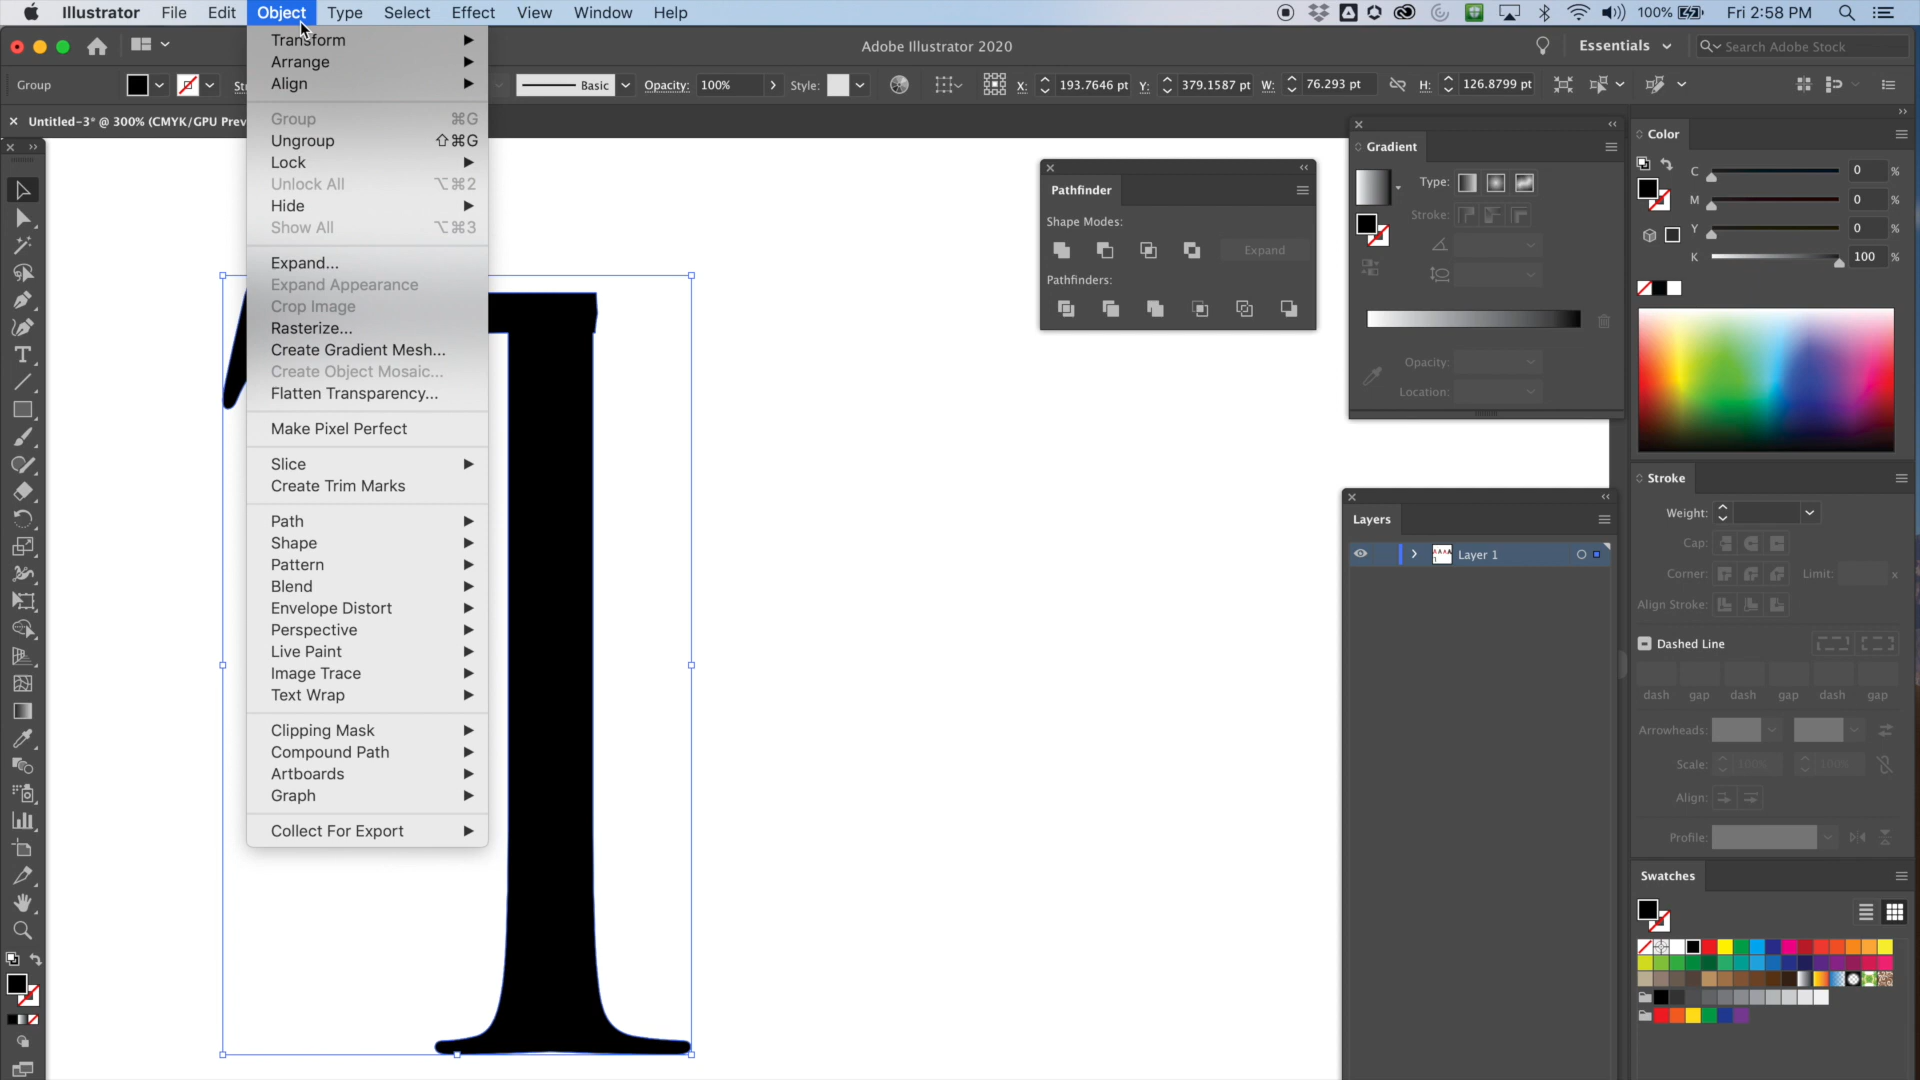 Illustrator File Edit Object Type Select Effect View Window Help 100% Fri 2:58 PM
Adobe Illustrator 2020 Essentials Search Adobe Stock
Group Basic Opacity: 100% Style: X: 193.7646 pt Y: 379.1587 pt W: 76.293 pt H: 126.8799 pt
Untitled-3* @ 300% (CMYK/GPU
Transform
Arrange
Align
Group ⌘G
Ungroup ⇧⌘G
Lock
Unlock All ⌥⌘2
Hide
Show All ⌥⌘3
Expand...
Expand Appearance
Crop Image
Rasterize...
Create Gradient Mesh...
Create Object Mosaic...
Flatten Transparency...
Make Pixel Perfect
Slice
Create Trim Marks
Path
Shape
Pattern
Blend
Envelope Distort
Perspective
Live Paint
Image Trace
Text Wrap
Clipping Mask
Compound Path
Artboards
Graph
Collect For Export
Pathfinder
Shape Modes:
Expand
Pathfinders:
Gradient
Type:
Stroke:
Opacity:
Location:
Layers
Layer 1
Color
C 0 %
M 0 %
Y 0 %
K 100 %
Stroke
Weight:
Cap:
Corner: Limit: x
Align Stroke:
Dashed Line
dash gap dash gap dash gap
Arrowheads:
Scale: 100% 100%
Align:
Profile:
Swatches